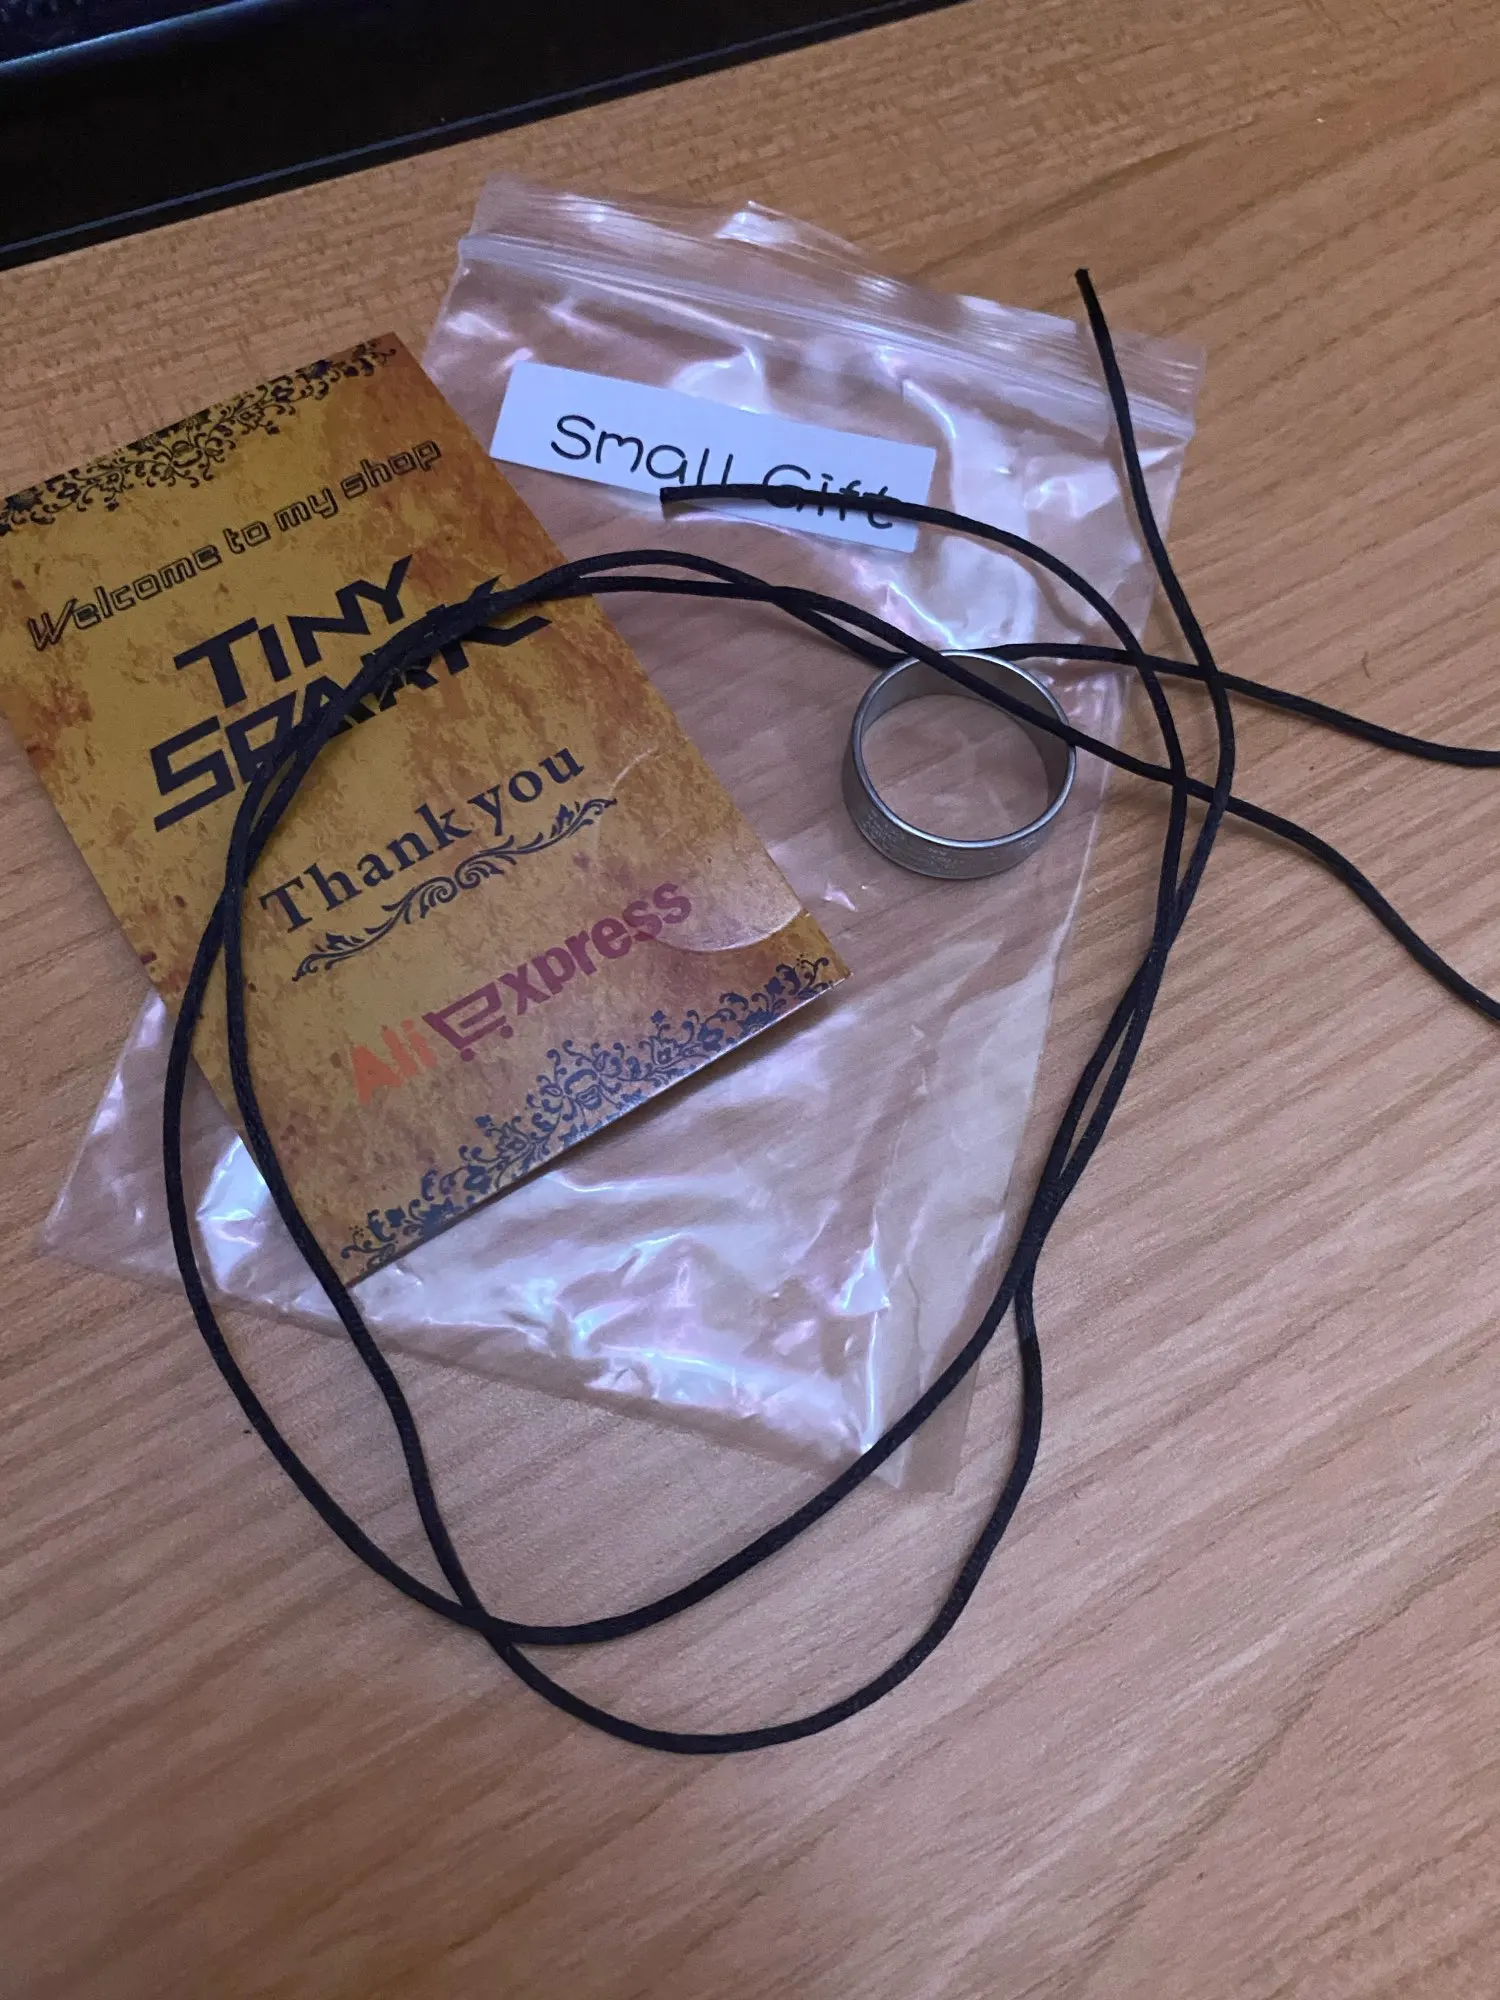 Small Gift
Welcome to my shop
TINY
SPARK
Thank you
AliExpress